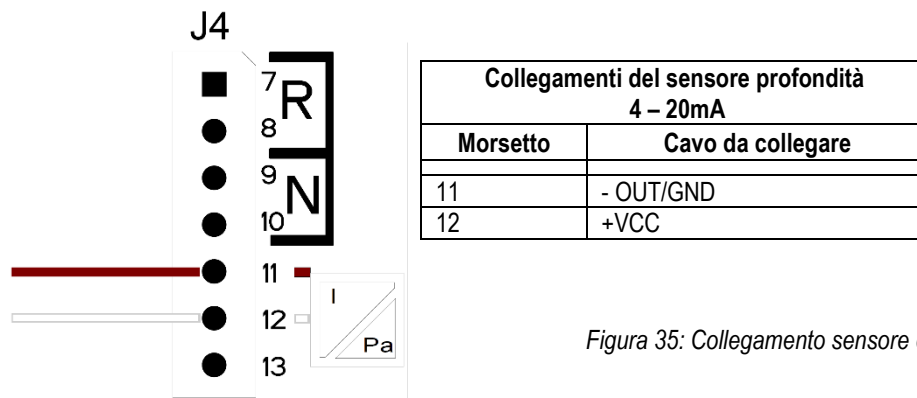 J4
7
R
8
9
N
10
11
12
13
I
Pa
Collegamenti del sensore profondità
4 – 20mA
Morsetto Cavo da collegare
11 - OUT/GND
12 +VCC
Figura 35: Collegamento sensore